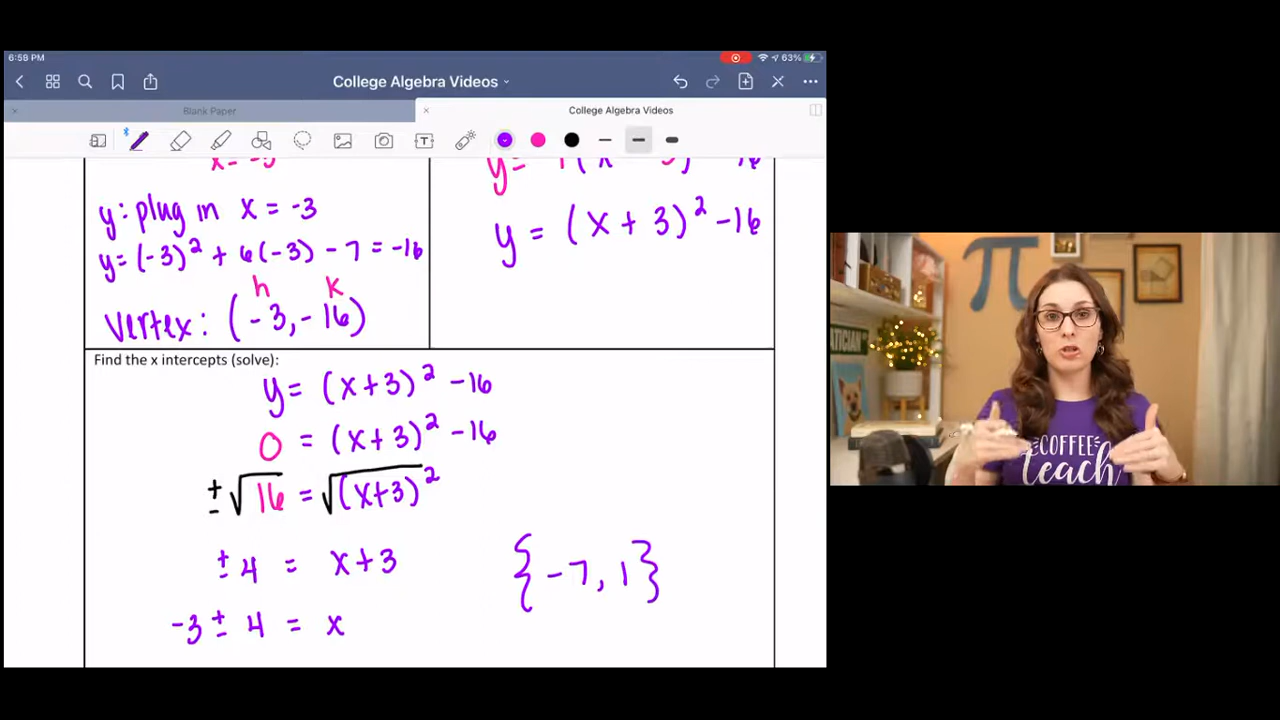 6:59 PM
63%
College Algebra Videos
Blank Paper
College Algebra Videos
y: plug in x = -3
y = (-3)² + 6(-3) - 7 = -16
h k
Vertex: (-3, -16)
y = (x + 3)² - 16
Find the x intercepts (solve):
y = (x+3)² - 16
0 = (x+3)² - 16
± √16 = √(x+3)²
± 4 = x+3
{-7, 1}
-3 ± 4 = x
COFFEE
teach